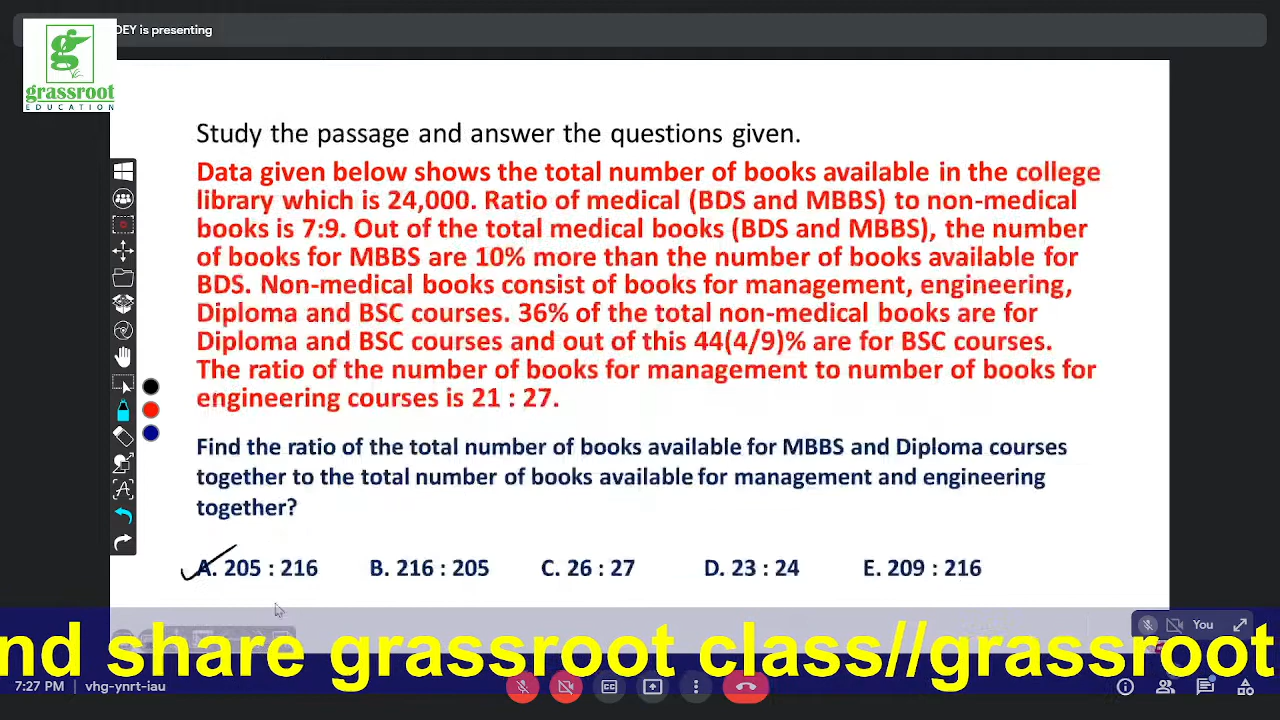 DEY is presenting
grassroot
EDUCATION
Study the passage and answer the questions given.
Data given below shows the total number of books available in the college
library which is 24,000. Ratio of medical (BDS and MBBS) to non-medical
books is 7:9. Out of the total medical books (BDS and MBBS), the number
of books for MBBS are 10% more than the number of books available for
BDS. Non-medical books consist of books for management, engineering,
Diploma and BSC courses. 36% of the total non-medical books are for
Diploma and BSC courses and out of this 44(4/9)% are for BSC courses.
The ratio of the number of books for management to number of books for
engineering courses is 21 : 27.
Find the ratio of the total number of books available for MBBS and Diploma courses
together to the total number of books available for management and engineering
together?
A. 205 : 216 B. 216 : 205 C. 26 : 27 D. 23 : 24 E. 209 : 216
You
nd share grassroot class//grassroot
7:27 PM vhg-ynrt-iau